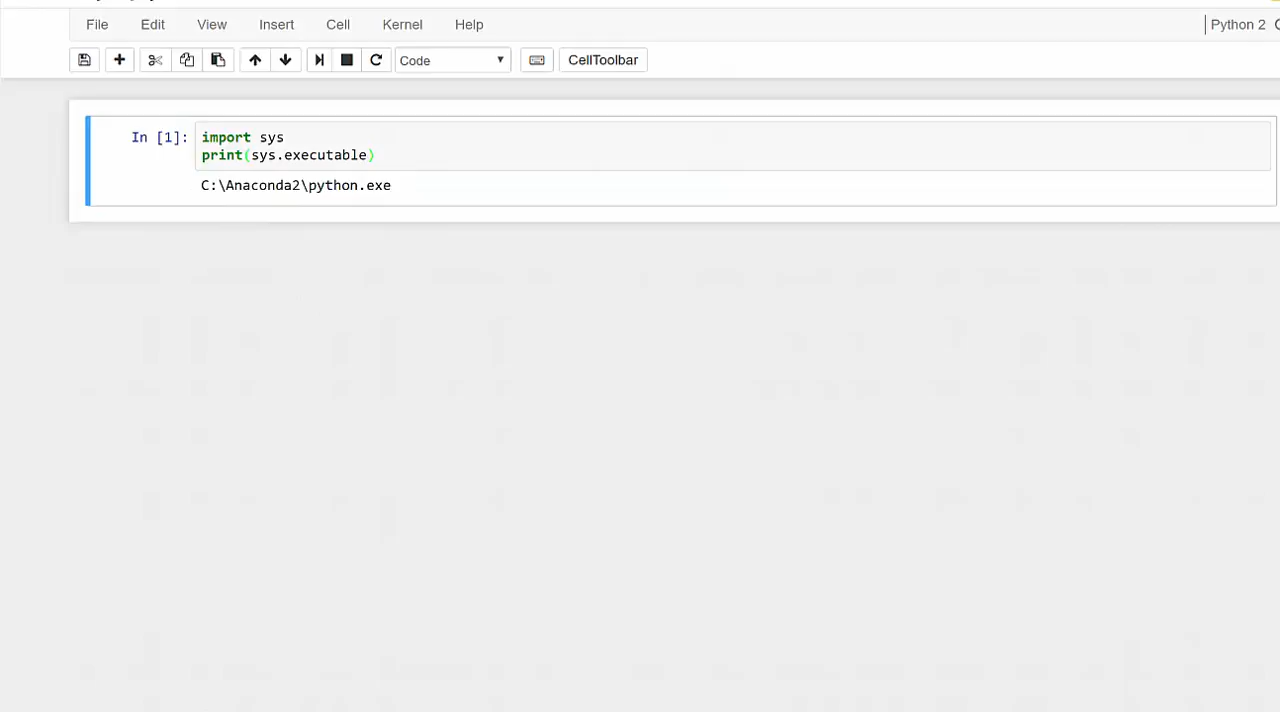 File Edit View Insert Cell Kernel Help Python 2
Code CellToolbar
In [1]: import sys
print(sys.executable)
C:\Anaconda2\python.exe